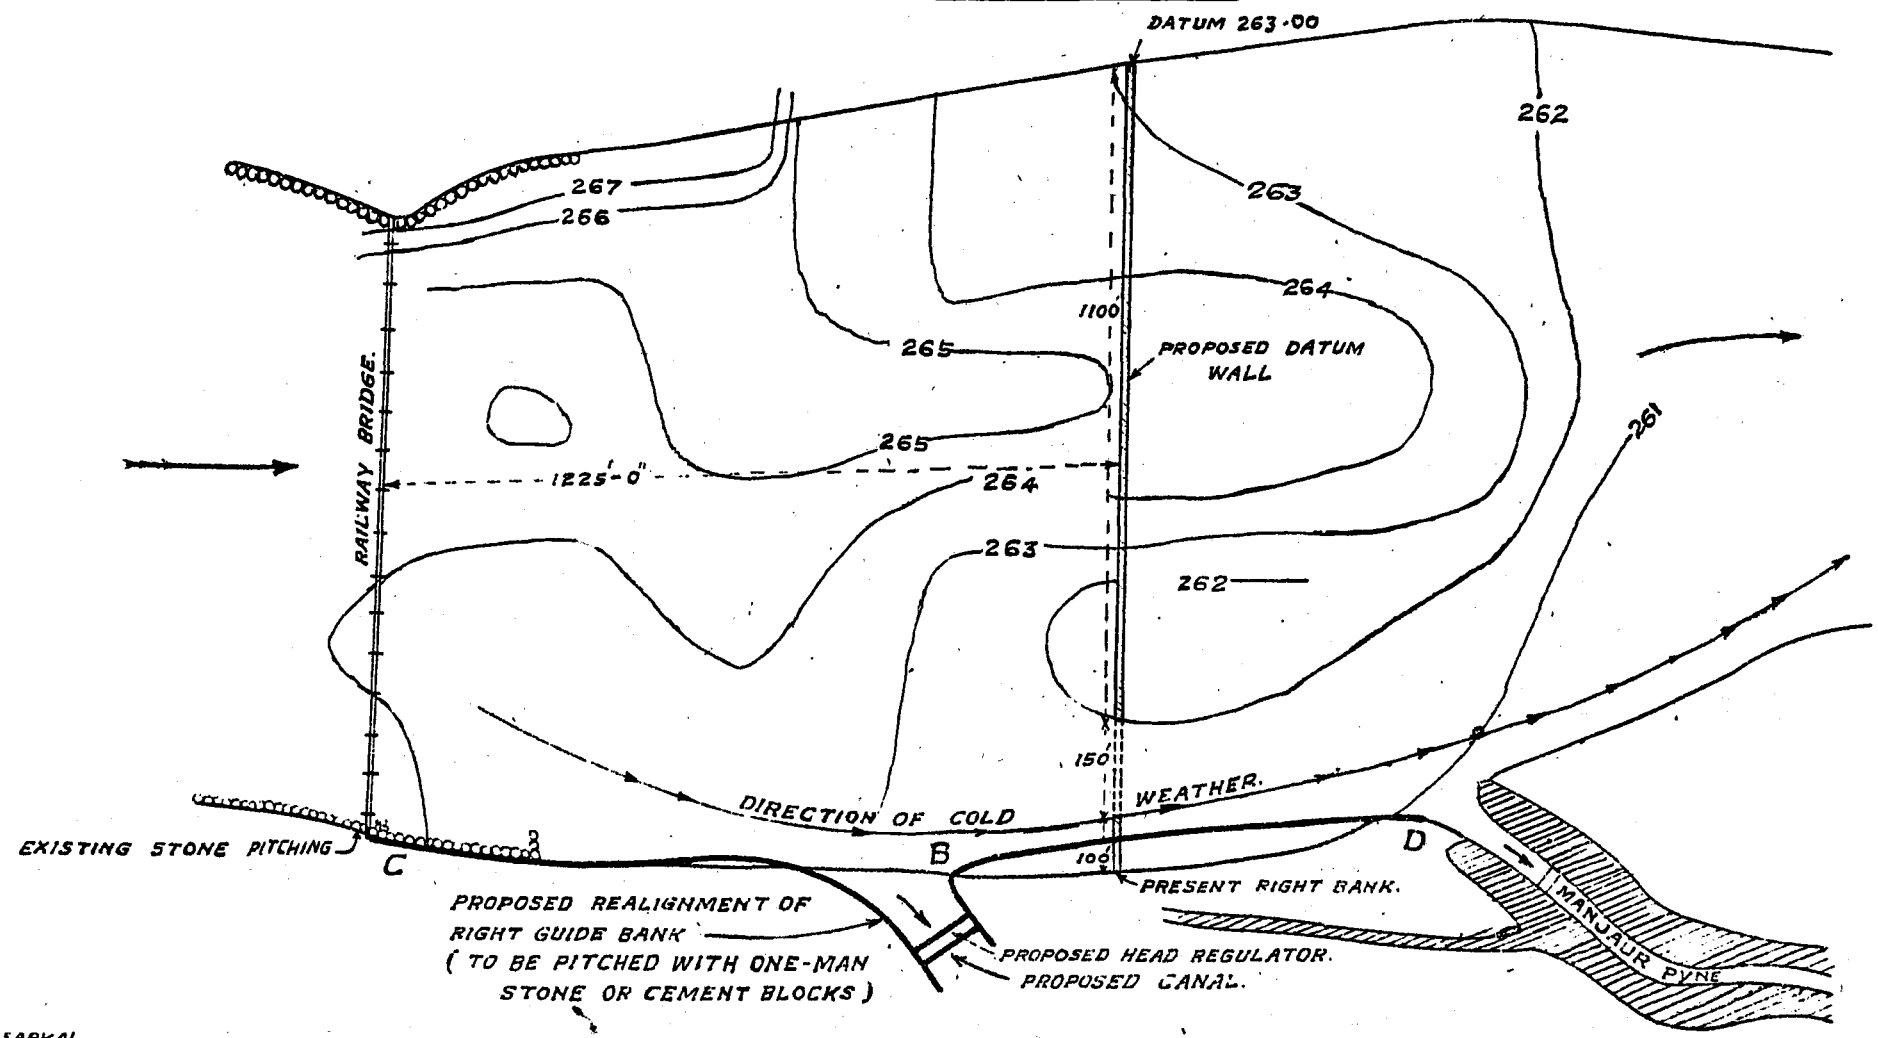 DATUM 263.00
262
267
263
266
264
1100'
265
PROPOSED DATUM
WALL
RAILWAY BRIDGE.
261
265
1225'-0"
264
263
262
150'
WEATHER.
DIRECTION OF COLD
EXISTING STONE PITCHING
C
B
D
100'
PRESENT RIGHT BANK.
PROPOSED REALIGNMENT OF
RIGHT GUIDE BANK
( TO BE PITCHED WITH ONE-MAN
STONE OR CEMENT BLOCKS )
PROPOSED HEAD REGULATOR.
PROPOSED CANAL.
MANJAUR PYNE